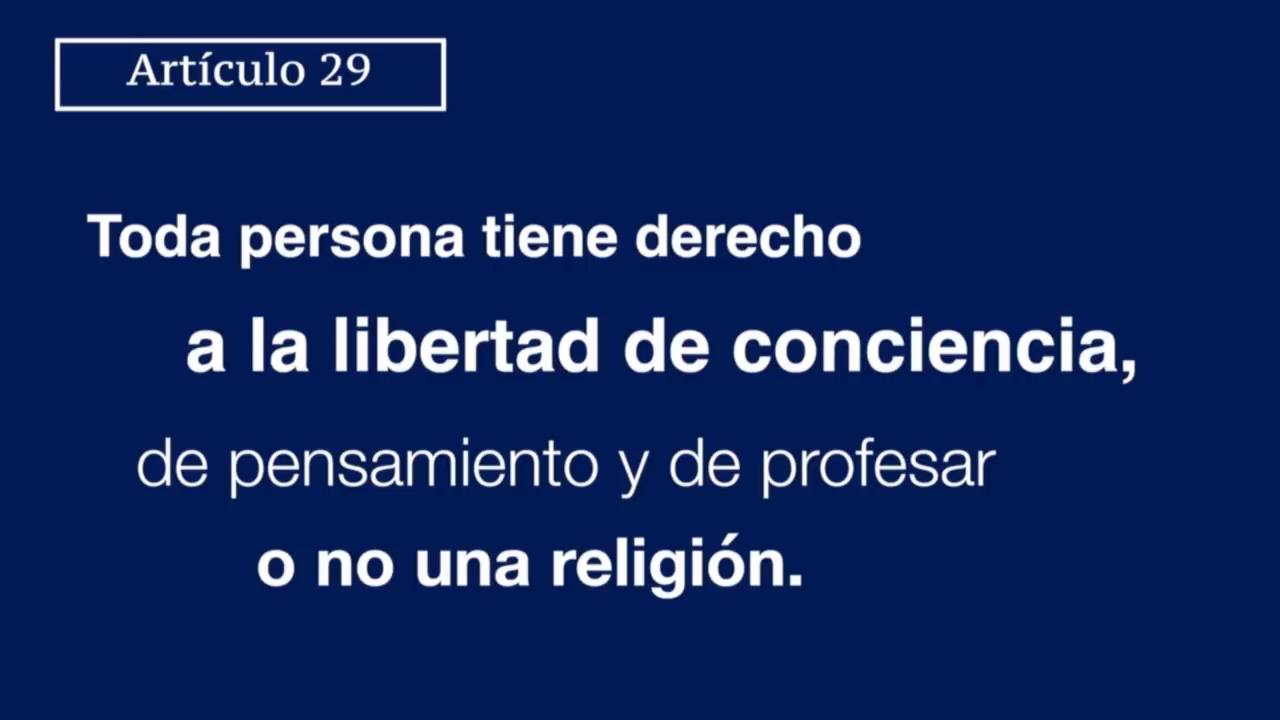 Artículo 29
Toda persona tiene derecho
a la libertad de conciencia,
de pensamiento y de profesar
o no una religión.